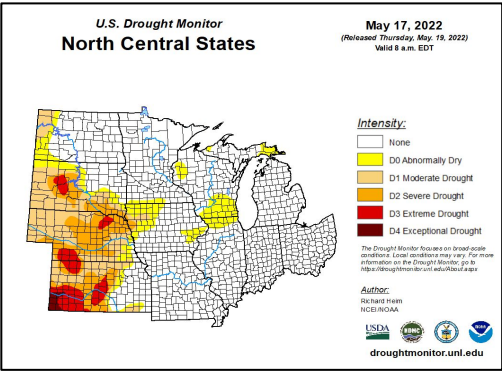 U.S. Drought Monitor
North Central States
May 17, 2022
(Released Thursday, May. 19, 2022)
Valid 8 a.m. EDT
Intensity:
None
D0 Abnormally Dry
D1 Moderate Drought
D2 Severe Drought
D3 Extreme Drought
D4 Exceptional Drought
The Drought Monitor focuses on broad-scale
conditions. Local conditions may vary. For more
information on the Drought Monitor, go to
https://droughtmonitor.unl.edu/About.aspx
Author:
Richard Heim
NCEI/NOAA
USDA
NDMC
NOAA
droughtmonitor.unl.edu